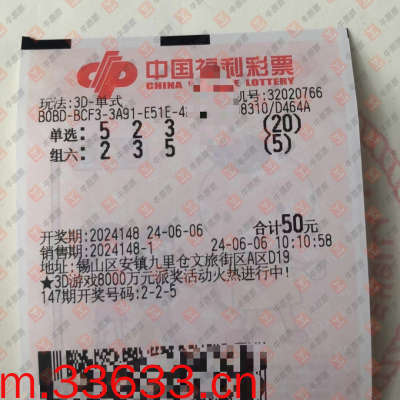 中国福利彩票
CHINA LOTTERY
玩法:3D-单式
机号:32020766
B0BD-BCF3-3A91-E51E-4
8310/D464A
单选: 5 2 3 (20)
组六: 2 3 5 (5)
开奖期:2024148 24-06-06 合计50元
销售期:2024148-1 24-06-06 10:10:58
地址:锡山区安镇九里仓文旅街区A区D19
★3D游戏8000万元派奖活动火热进行中!
147期开奖号码:2-2-5
m.33633.cn